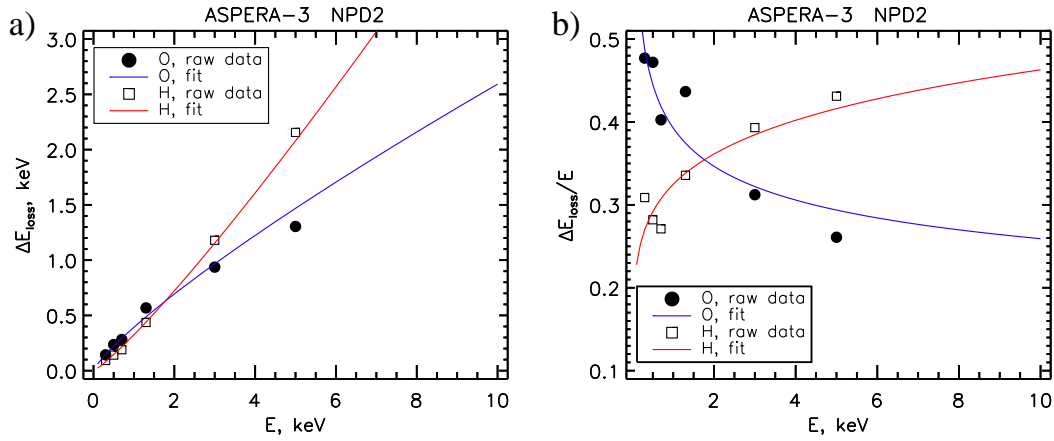 a)
ASPERA-3 NPD2
3.0
2.5
2.0
1.5
1.0
0.5
0.0
ΔE_loss, keV
O, raw data
O, fit
H, raw data
H, fit
0 2 4 6 8 10
E, keV
b)
ASPERA-3 NPD2
0.5
0.4
0.3
0.2
0.1
ΔE_loss/E
O, raw data
O, fit
H, raw data
H, fit
2 4 6 8 10
E, keV